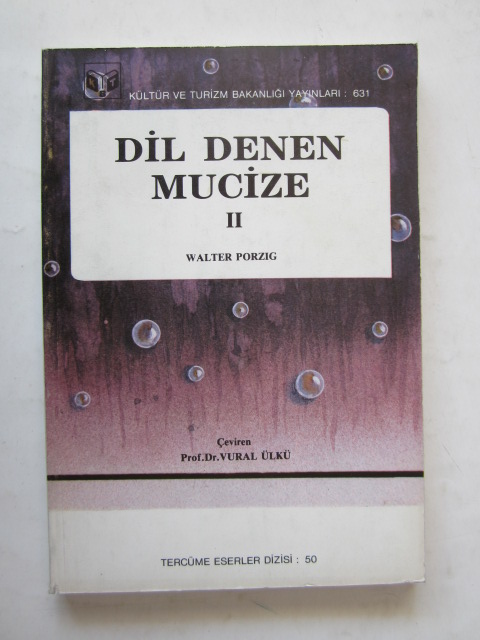 KÜLTÜR VE TURİZM BAKANLIĞI YAYINLARI : 631
DİL DENEN
MUCİZE
II
WALTER PORZIG
Çeviren
Prof.Dr.VURAL ÜLKÜ
TERCÜME ESERLER DİZİSİ : 50